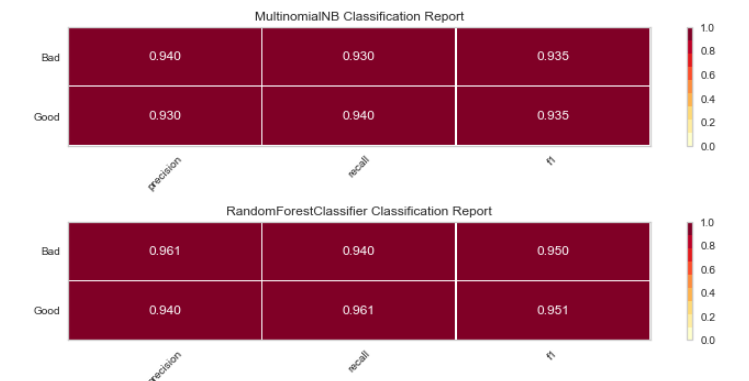 MultinomialNB Classification Report
Bad 0.940 0.930 0.935
Good 0.930 0.940 0.935
precision recall f1
1.0
0.8
0.6
0.4
0.2
0.0
RandomForestClassifier Classification Report
Bad 0.961 0.940 0.950
Good 0.940 0.961 0.951
precision recall f1
1.0
0.8
0.6
0.4
0.2
0.0